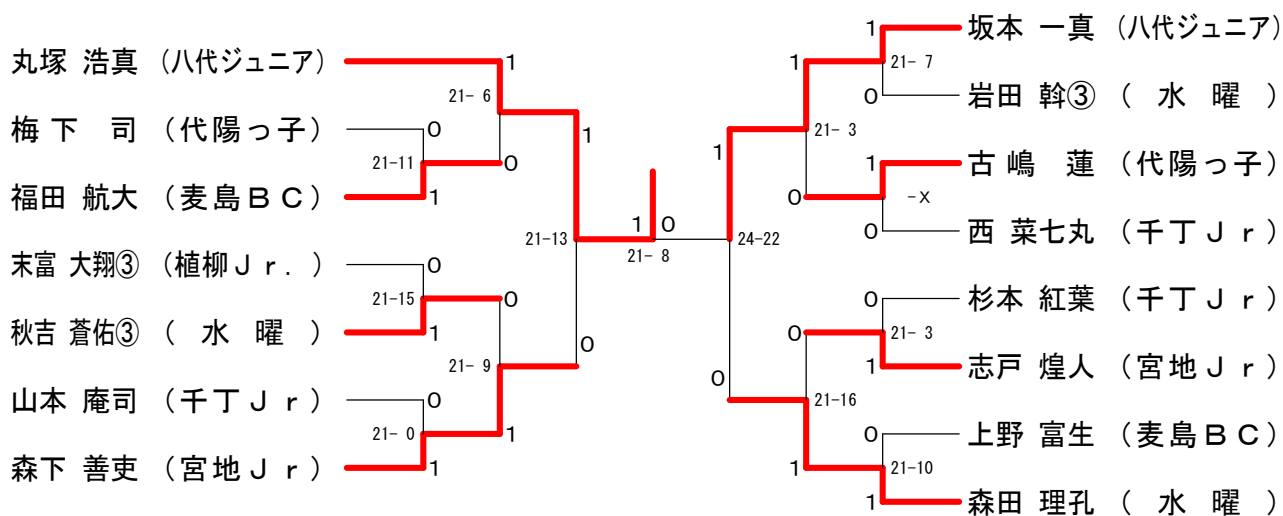 丸塚 浩真 (八代ジュニア)
梅下 司 (代陽っ子)
福田 航大 (麦島BC)
末富 大翔③ (植柳Jr.)
秋吉 蒼佑③ (水曜)
山本 庵司 (千丁Jr)
森下 善吏 (宮地Jr)
1
21- 6
0
0
21-11
1
1
21-13
0
0
21-15
1
0
21- 9
1
0
21- 0
1
1
0
21- 8
1
24-22
0
1
21- 3
0
0
21-16
1
1
21- 7
0
1
-X
0
0
21- 3
1
0
21-10
1
坂本 一真 (八代ジュニア)
岩田 斡③ (水曜)
古嶋 蓮 (代陽っ子)
西 菜七丸 (千丁Jr)
杉本 紅葉 (千丁Jr)
志戸 煌人 (宮地Jr)
上野 富生 (麦島BC)
森田 理孔 (水曜)